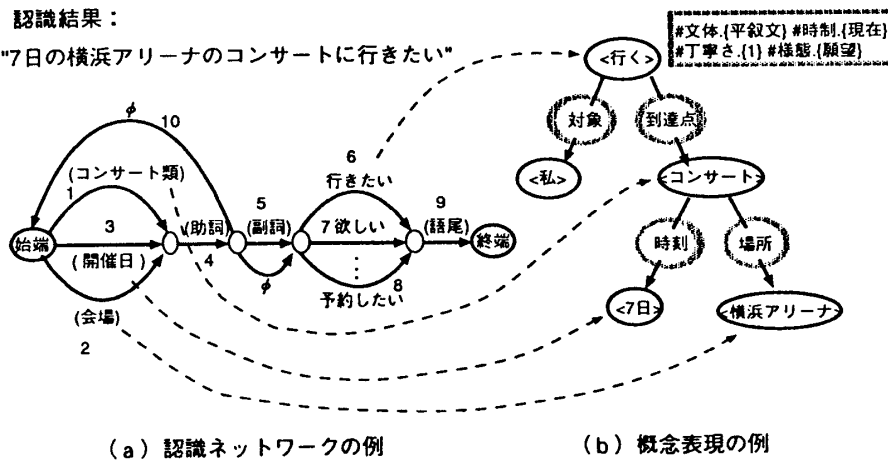 認識結果：
"7日の横浜アリーナのコンサートに行きたい"
#文体.{平叙文} #時制.{現在}
#丁寧さ.{1} #様態.{願望}
<行く>
対象
到達点
<私>
<コンサート>
時刻
場所
<7日>
<横浜アリーナ>
φ
10
(コンサート類)
1
3
(開催日)
(会場)
2
始端
(助詞)
4
5
(副詞)
φ
6
行きたい
7 欲しい
⋮
予約したい
8
9
(語尾)
終端
(a) 認識ネットワークの例
(b) 概念表現の例